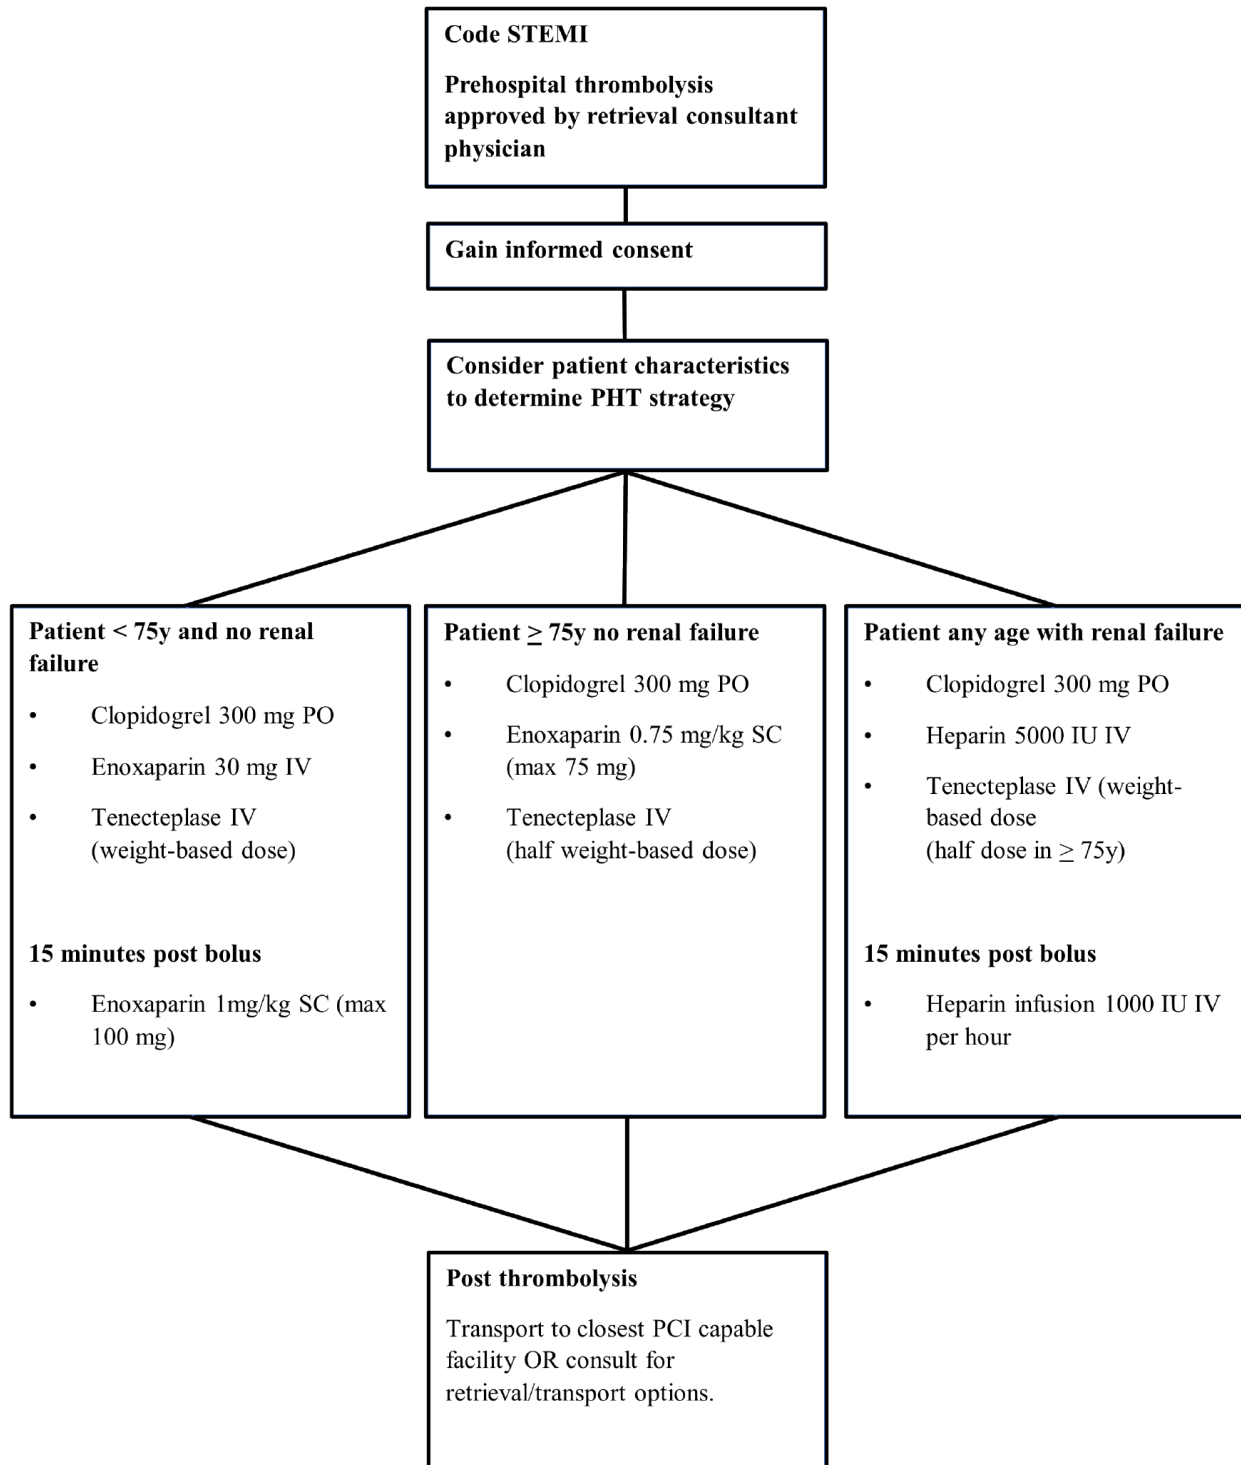 Code STEMI
Prehospital thrombolysis
approved by retrieval consultant
physician
Gain informed consent
Consider patient characteristics
to determine PHT strategy
Patient < 75y and no renal
failure
• Clopidogrel 300 mg PO
• Enoxaparin 30 mg IV
• Tenecteplase IV
(weight-based dose)
15 minutes post bolus
• Enoxaparin 1mg/kg SC (max
100 mg)
Patient ≥ 75y no renal failure
• Clopidogrel 300 mg PO
• Enoxaparin 0.75 mg/kg SC
(max 75 mg)
• Tenecteplase IV
(half weight-based dose)
Patient any age with renal failure
• Clopidogrel 300 mg PO
• Heparin 5000 IU IV
• Tenecteplase IV (weight-
based dose
(half dose in ≥ 75y)
15 minutes post bolus
• Heparin infusion 1000 IU IV
per hour
Post thrombolysis
Transport to closest PCI capable
facility OR consult for
retrieval/transport options.